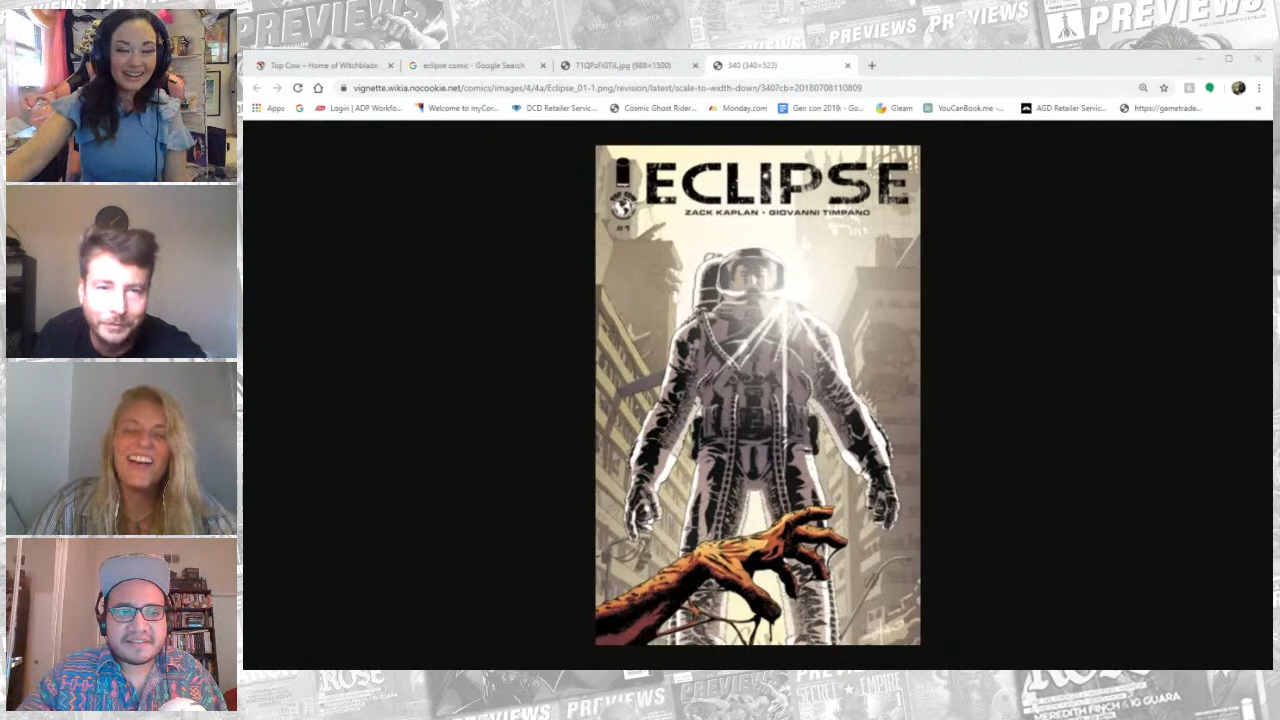 PREVIEWS
PREVIEWS
PREVIEWS
PREVIEWS
Top Cow – Home of Witchblade
eclipse comic - Google Search
71QPzFiGTiL.jpg (988×1500)
340 (340×523)
vignette.wikia.nocookie.net/comics/images/4/4a/Eclipse_01-1.png/revision/latest/scale-to-width-down/340?cb=20180708110809
Apps
Login | ADP Workfo...
Welcome to myCor...
DCD Retailer Servic...
Cosmic Ghost Rider...
Monday.com
Gen con 2019: - Go...
Gleam
YouCanBook.me -...
AGD Retailer Servic...
https://gametrade...
ECLIPSE
TOP COW
ZACK KAPLAN • GIOVANNI TIMPANO
#1
ROSE
PREVIEWS
SECRET EMPIRE
MEREDITH FINCH & IG GUARA